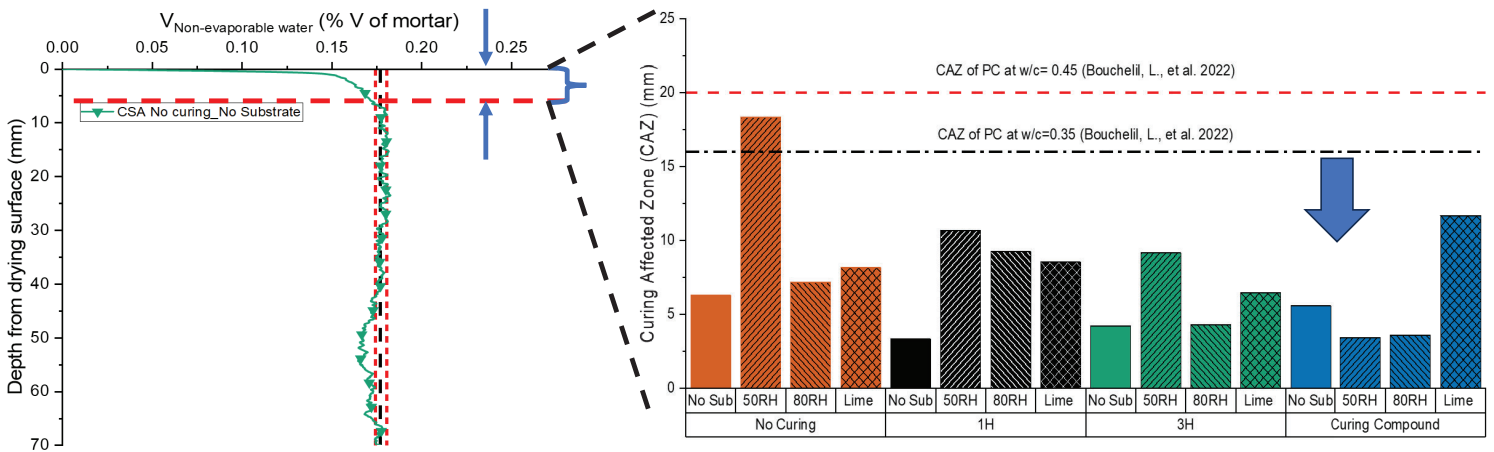 V Non-evaporable water (% V of mortar)
0.00 0.05 0.10 0.15 0.20 0.25
Depth from drying surface (mm)
0
10
20
30
40
50
60
70
CSA No curing_No Substrate
Curing Affected Zone (CAZ) (mm)
25
20
15
10
5
0
CAZ of PC at w/c= 0.45 (Bouchelil, L., et al. 2022)
CAZ of PC at w/c=0.35 (Bouchelil, L., et al. 2022)
No Sub 50RH 80RH Lime No Sub 50RH 80RH Lime No Sub 50RH 80RH Lime No Sub 50RH 80RH Lime
No Curing 1H 3H Curing Compound